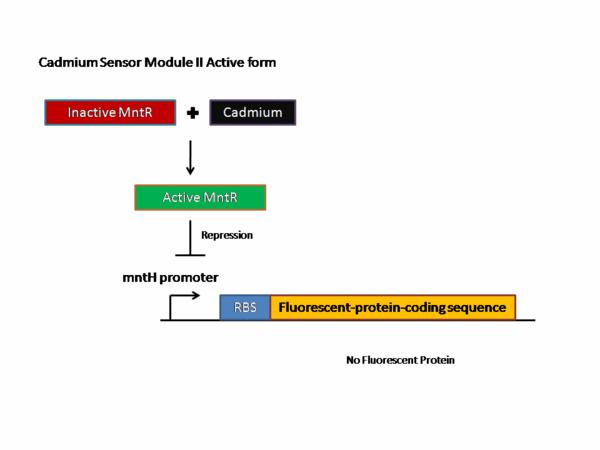 Cadmium Sensor Module II Active form
Inactive MntR + Cadmium
Active MntR
Repression
mntH promoter
RBS Fluorescent-protein-coding sequence
No Fluorescent Protein